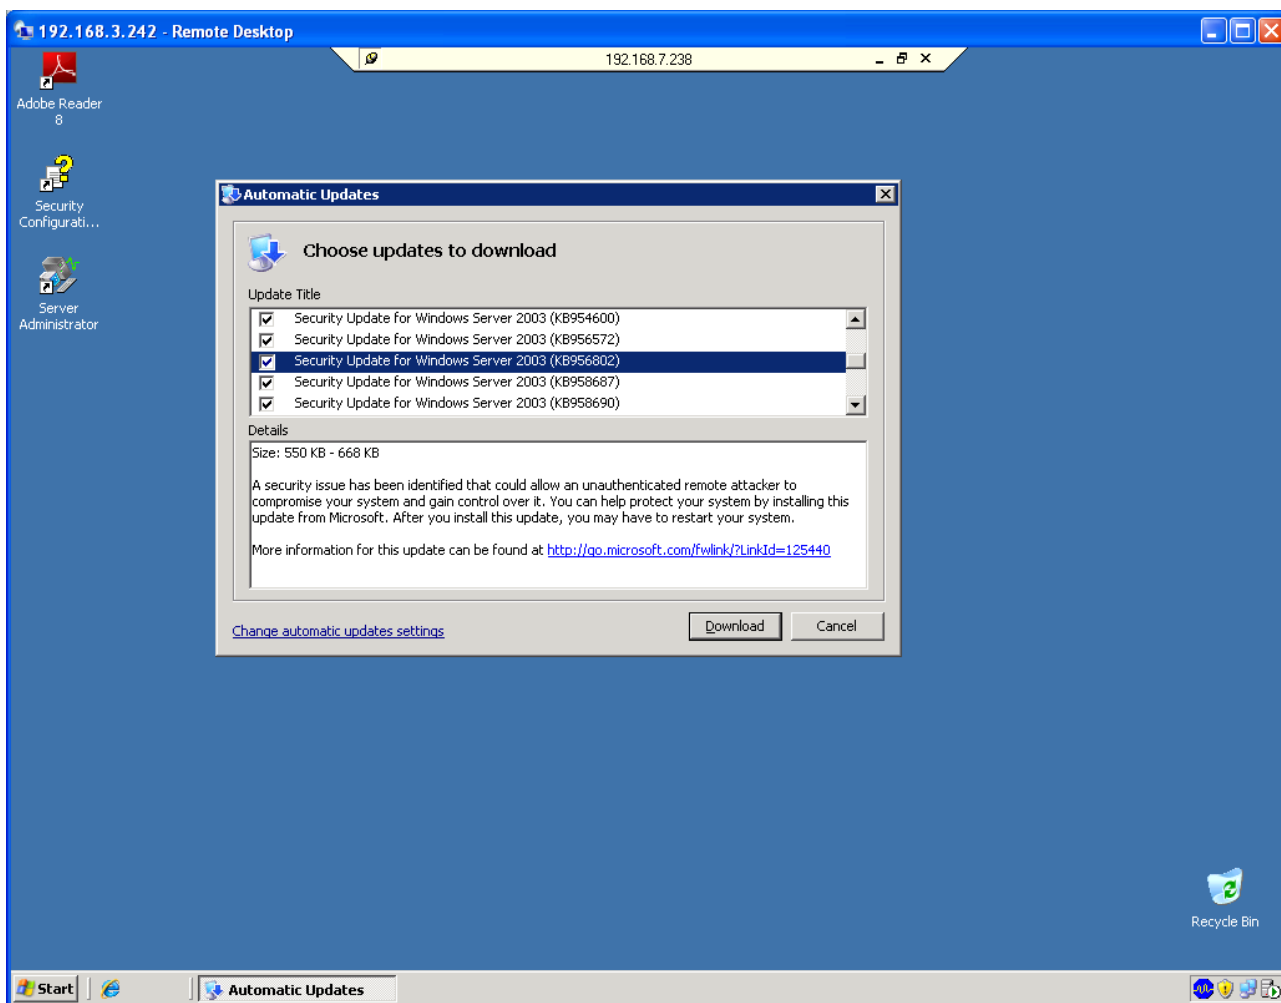 192.168.3.242 - Remote Desktop
192.168.7.238
Adobe Reader
8
Security
Configurati...
Server
Administrator
Automatic Updates
Choose updates to download
Update Title
Security Update for Windows Server 2003 (KB954600)
Security Update for Windows Server 2003 (KB956572)
Security Update for Windows Server 2003 (KB956802)
Security Update for Windows Server 2003 (KB958687)
Security Update for Windows Server 2003 (KB958690)
Details
Size: 550 KB - 668 KB
A security issue has been identified that could allow an unauthenticated remote attacker to
compromise your system and gain control over it. You can help protect your system by installing this
update from Microsoft. After you install this update, you may have to restart your system.
More information for this update can be found at http://go.microsoft.com/fwlink/?LinkId=125440
Change automatic updates settings
Download
Cancel
Recycle Bin
Start
Automatic Updates